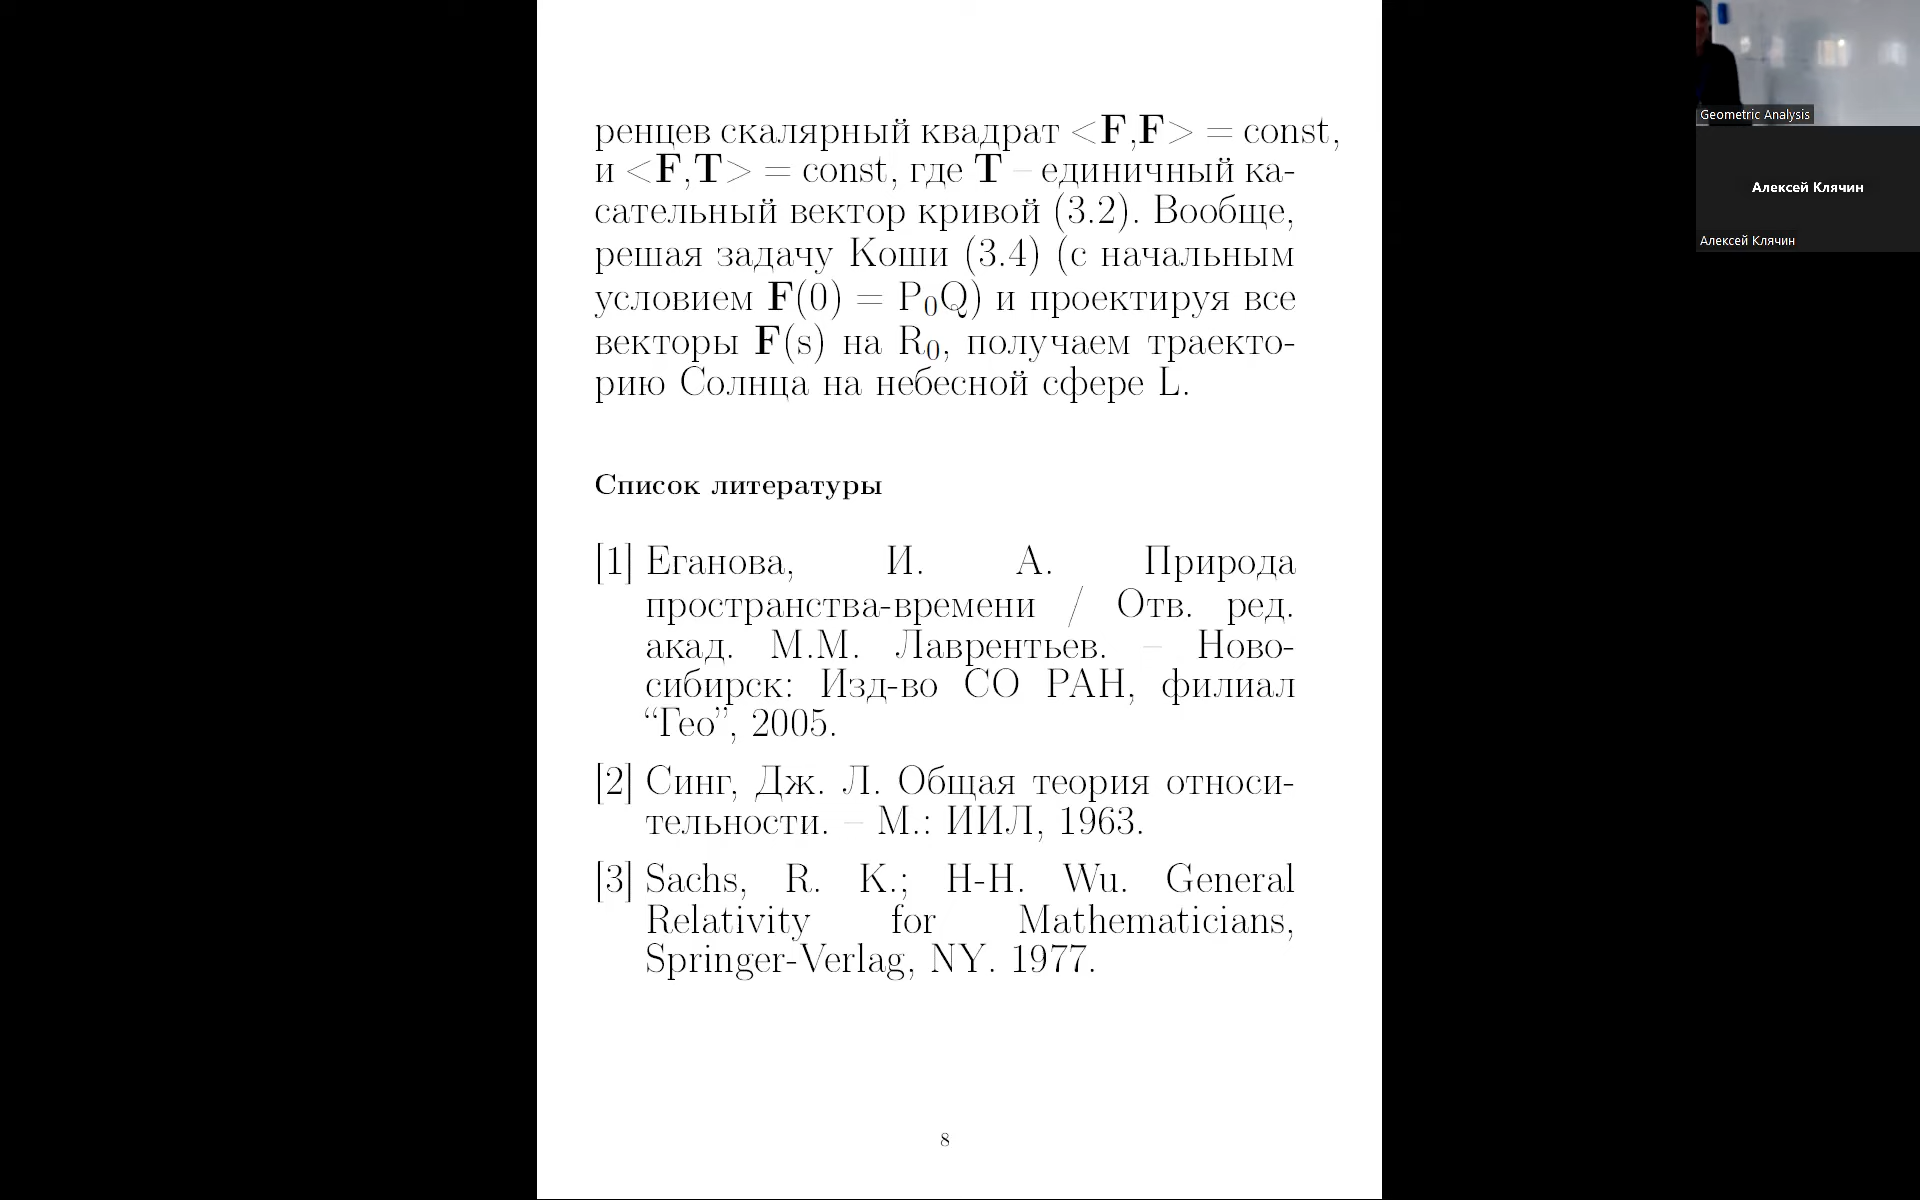 ренцев скалярный квадрат <F,F> = const,
и <F,T> = const, где T – единичный ка-
сательный вектор кривой (3.2). Вообще,
решая задачу Коши (3.4) (с начальным
условием F(0) = P₀Q) и проектируя все
векторы F(s) на R₀, получаем траекто-
рию Солнца на небесной сфере L.
Список литературы
[1] Еганова, И. А. Природа
пространства-времени / Отв. ред.
акад. М.М. Лаврентьев. – Ново-
сибирск: Изд-во СО РАН, филиал
“Гео”, 2005.
[2] Синг, Дж. Л. Общая теория относи-
тельности. – М.: ИИЛ, 1963.
[3] Sachs, R. K.; H-H. Wu. General
Relativity for Mathematicians,
Springer-Verlag, NY. 1977.
8
Geometric Analysis
Алексей Клячин
Алексей Клячин